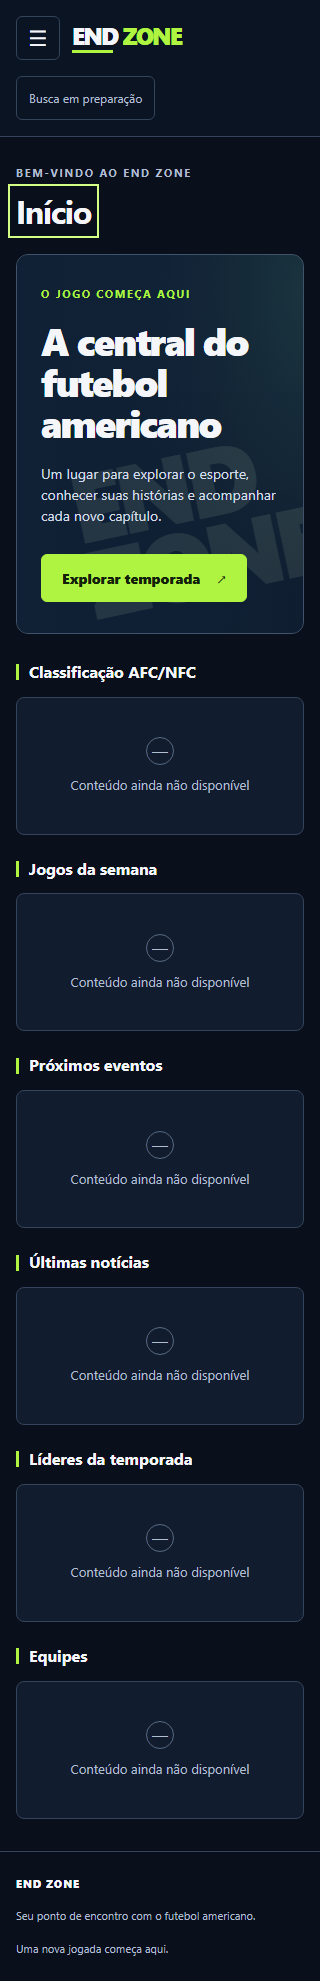 ☰ END ZONE
Busca em preparação
BEM-VINDO AO END ZONE
Início
O JOGO COMEÇA AQUI
A central do
futebol
americano
Um lugar para explorar o esporte,
conhecer suas histórias e acompanhar
cada novo capítulo.
END
ZONE
Explorar temporada ↗
Classificação AFC/NFC
—
Conteúdo ainda não disponível
Jogos da semana
—
Conteúdo ainda não disponível
Próximos eventos
—
Conteúdo ainda não disponível
Últimas notícias
—
Conteúdo ainda não disponível
Líderes da temporada
—
Conteúdo ainda não disponível
Equipes
—
Conteúdo ainda não disponível
END ZONE
Seu ponto de encontro com o futebol americano.
Uma nova jogada começa aqui.